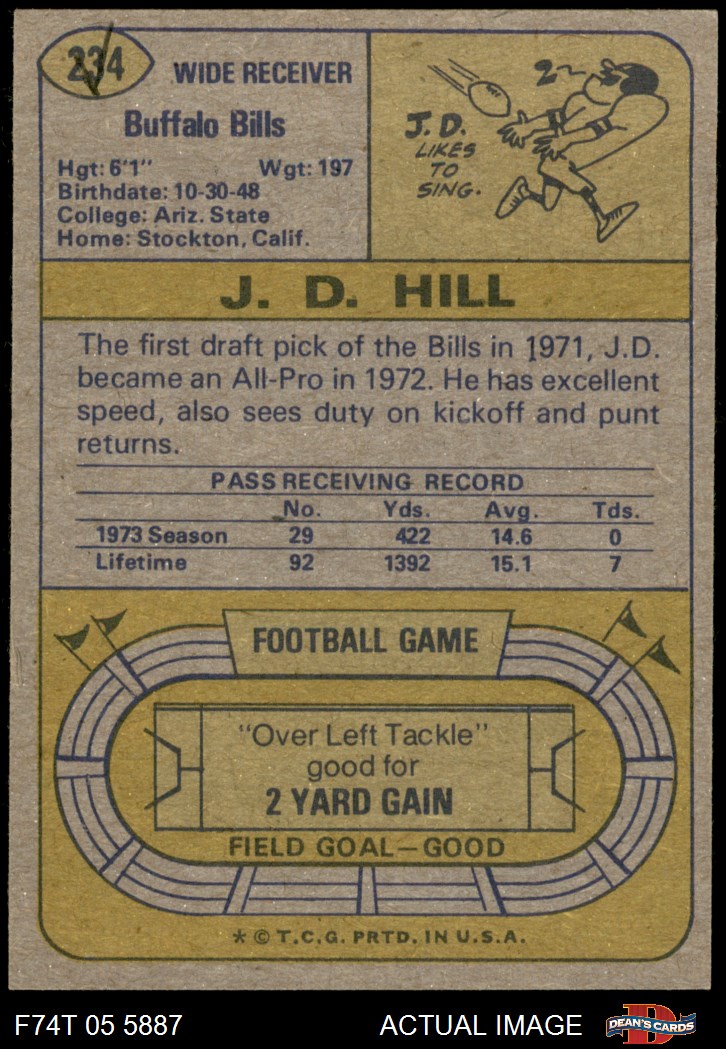 234
WIDE RECEIVER
Buffalo Bills
Hgt: 6'1" Wgt: 197
Birthdate: 10-30-48
College: Ariz. State
Home: Stockton, Calif.
J. D.
LIKES
TO
SING.
J. D. HILL
The first draft pick of the Bills in 1971, J.D.
became an All-Pro in 1972. He has excellent
speed, also sees duty on kickoff and punt
returns.
PASS RECEIVING RECORD
No. Yds. Avg. Tds.
1973 Season 29 422 14.6 0
Lifetime 92 1392 15.1 7
FOOTBALL GAME
"Over Left Tackle"
good for
2 YARD GAIN
FIELD GOAL—GOOD
* © T.C.G. PRTD. IN U.S.A.
F74T 05 5887 ACTUAL IMAGE DEAN'S CARDS